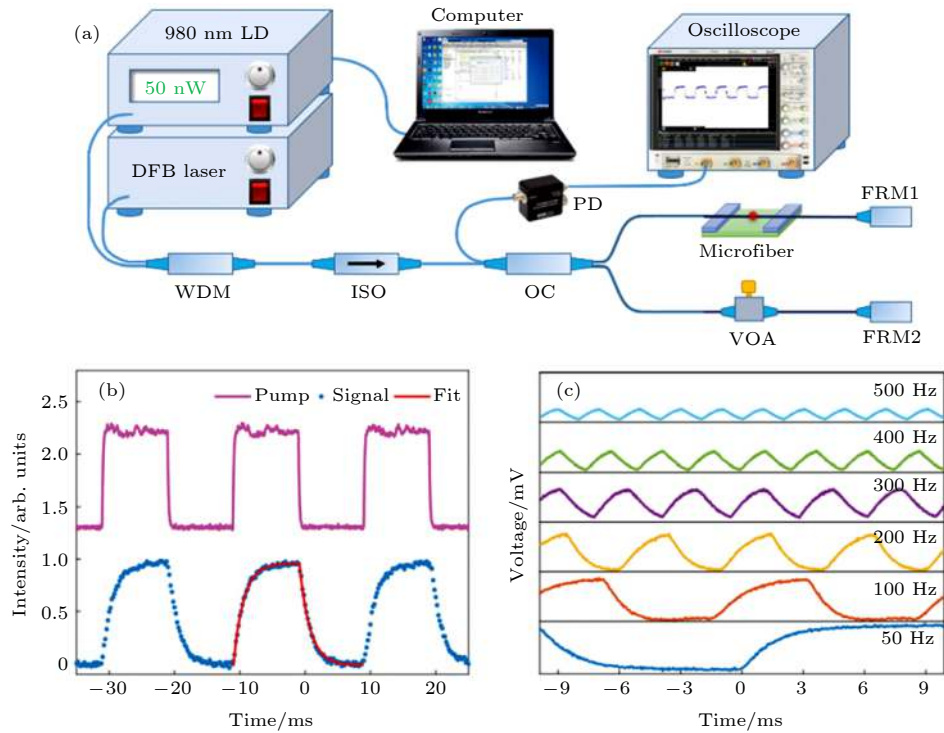 (a)
980 nm LD
Computer
Oscilloscope
50 nW
DFB laser
PD
FRM1
Microfiber
WDM
ISO
OC
VOA
FRM2
(b)
Pump Signal Fit
2.5
2.0
1.5
1.0
0.5
0
Intensity/arb. units
−30 −20 −10 0 10 20
Time/ms
(c)
500 Hz
400 Hz
300 Hz
200 Hz
100 Hz
50 Hz
Voltage/mV
−9 −6 −3 0 3 6 9
Time/ms